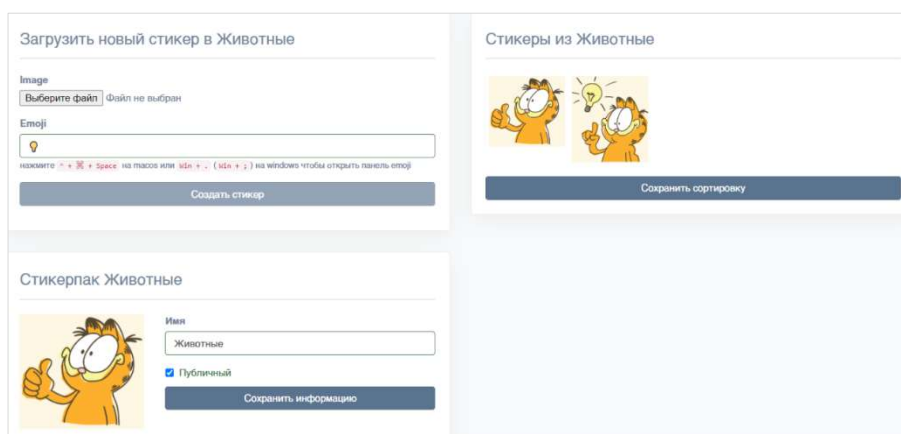 Загрузить новый стикер в Животные
Image
Выберите файл Файл не выбран
Emoji
нажмите ^ + ⌘ + Space на macos или Win + . ( Win + ; ) на windows чтобы открыть панель emoji
Создать стикер
Стикеры из Животные
Сохранить сортировку
Стикерпак Животные
Имя
Животные
Публичный
Сохранить информацию